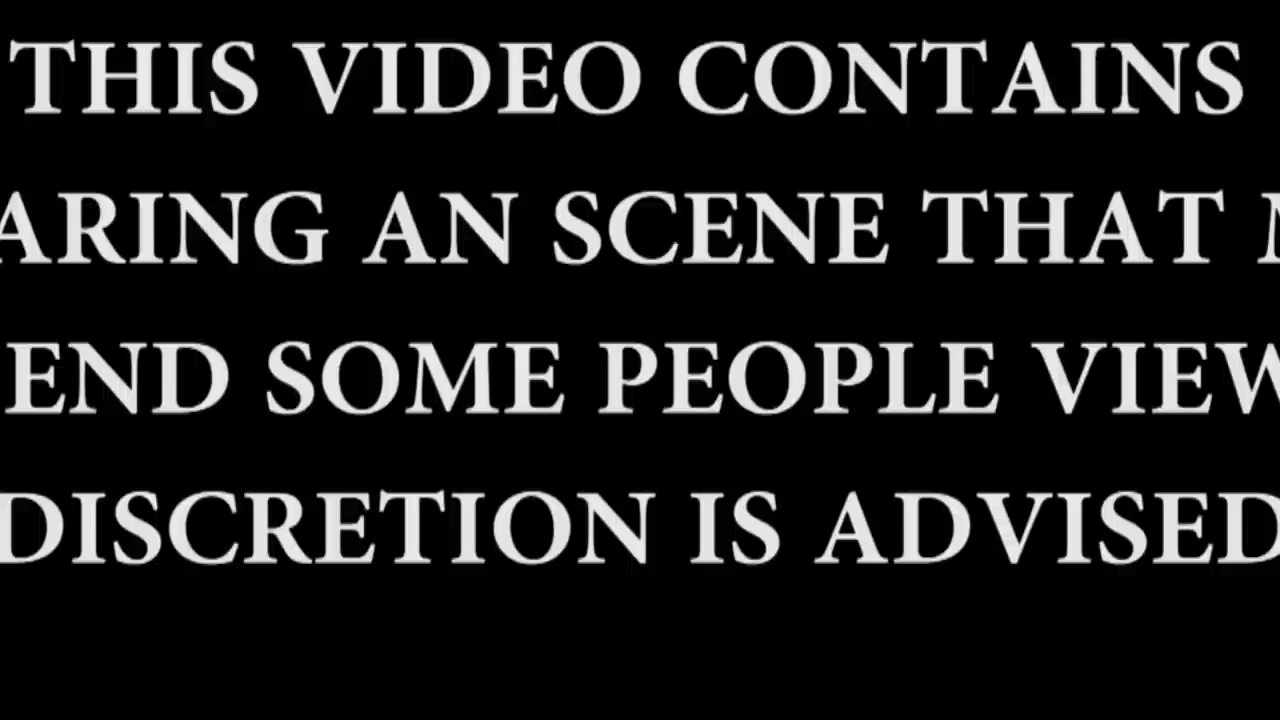 THIS VIDEO CONTAINS
ARING AN SCENE THAT
END SOME PEOPLE VIEW
DISCRETION IS ADVISED